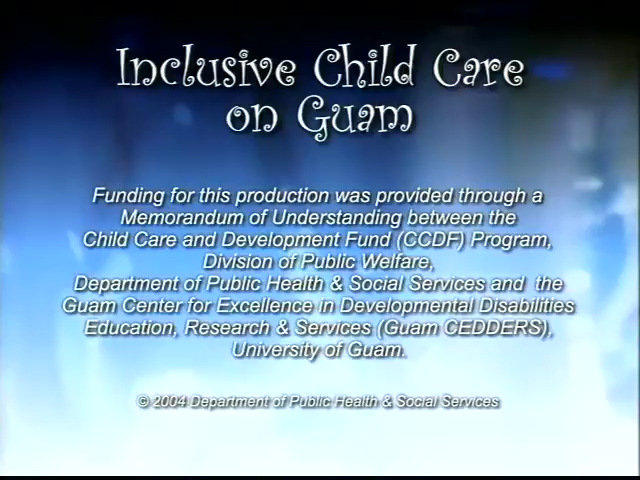 Inclusive Child Care
on Guam
Funding for this production was provided through a
Memorandum of Understanding between the
Child Care and Development Fund (CCDF) Program,
Division of Public Welfare,
Department of Public Health & Social Services and the
Guam Center for Excellence in Developmental Disabilities
Education, Research & Services (Guam CEDDERS),
University of Guam.
© 2004 Department of Public Health & Social Services